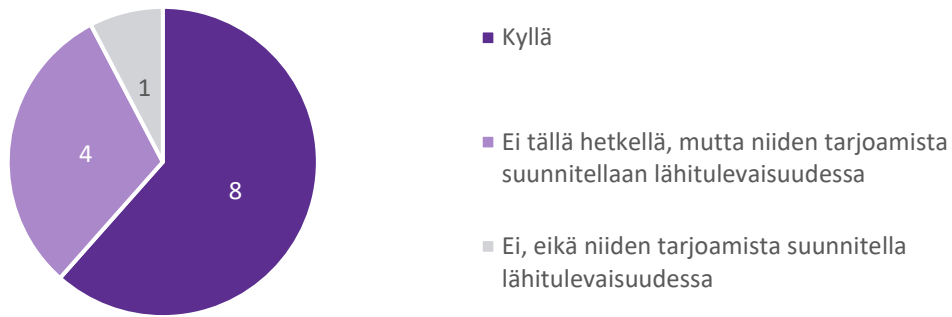 1
4
8
Kyllä
Ei tällä hetkellä, mutta niiden tarjoamista
suunnitellaan lähitulevaisuudessa
Ei, eikä niiden tarjoamista suunnitella
lähitulevaisuudessa